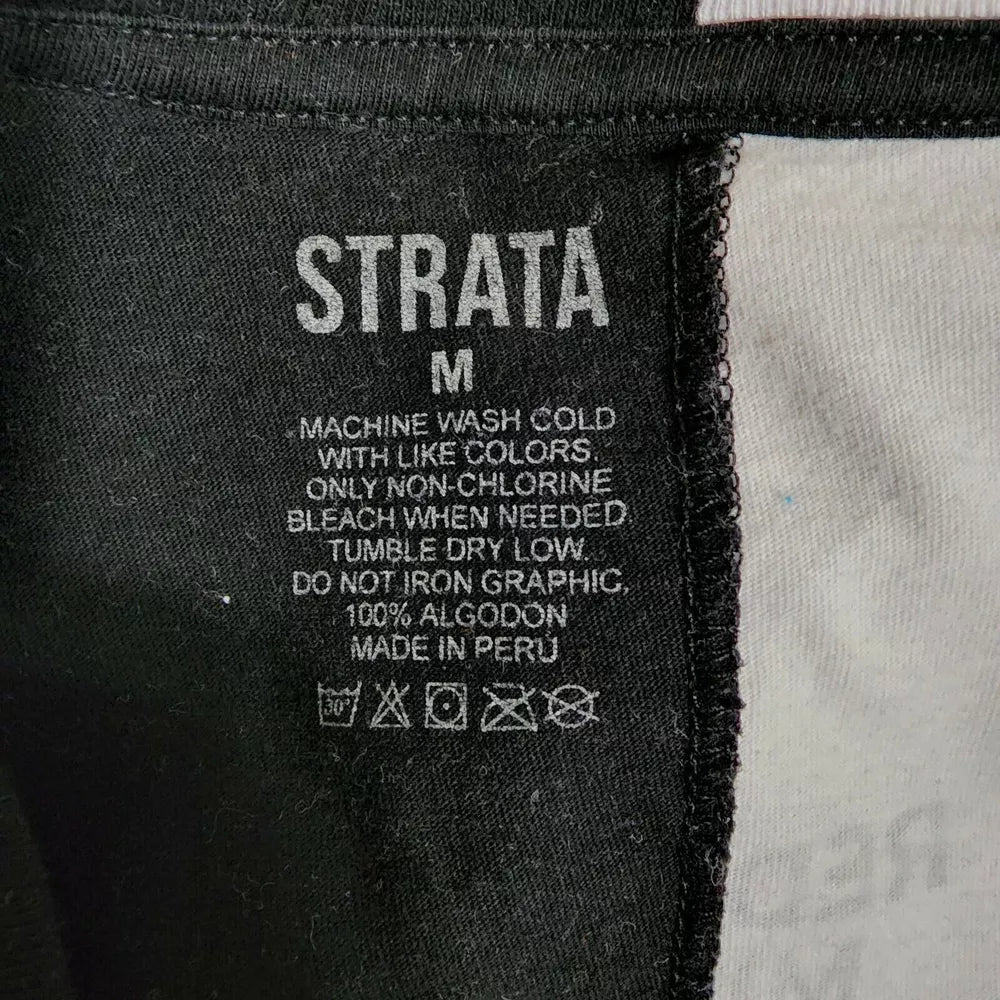 STRATA
M
MACHINE WASH COLD
WITH LIKE COLORS.
ONLY NON-CHLORINE
BLEACH WHEN NEEDED.
TUMBLE DRY LOW.
DO NOT IRON GRAPHIC,
100% ALGODON
MADE IN PERÚ
30°